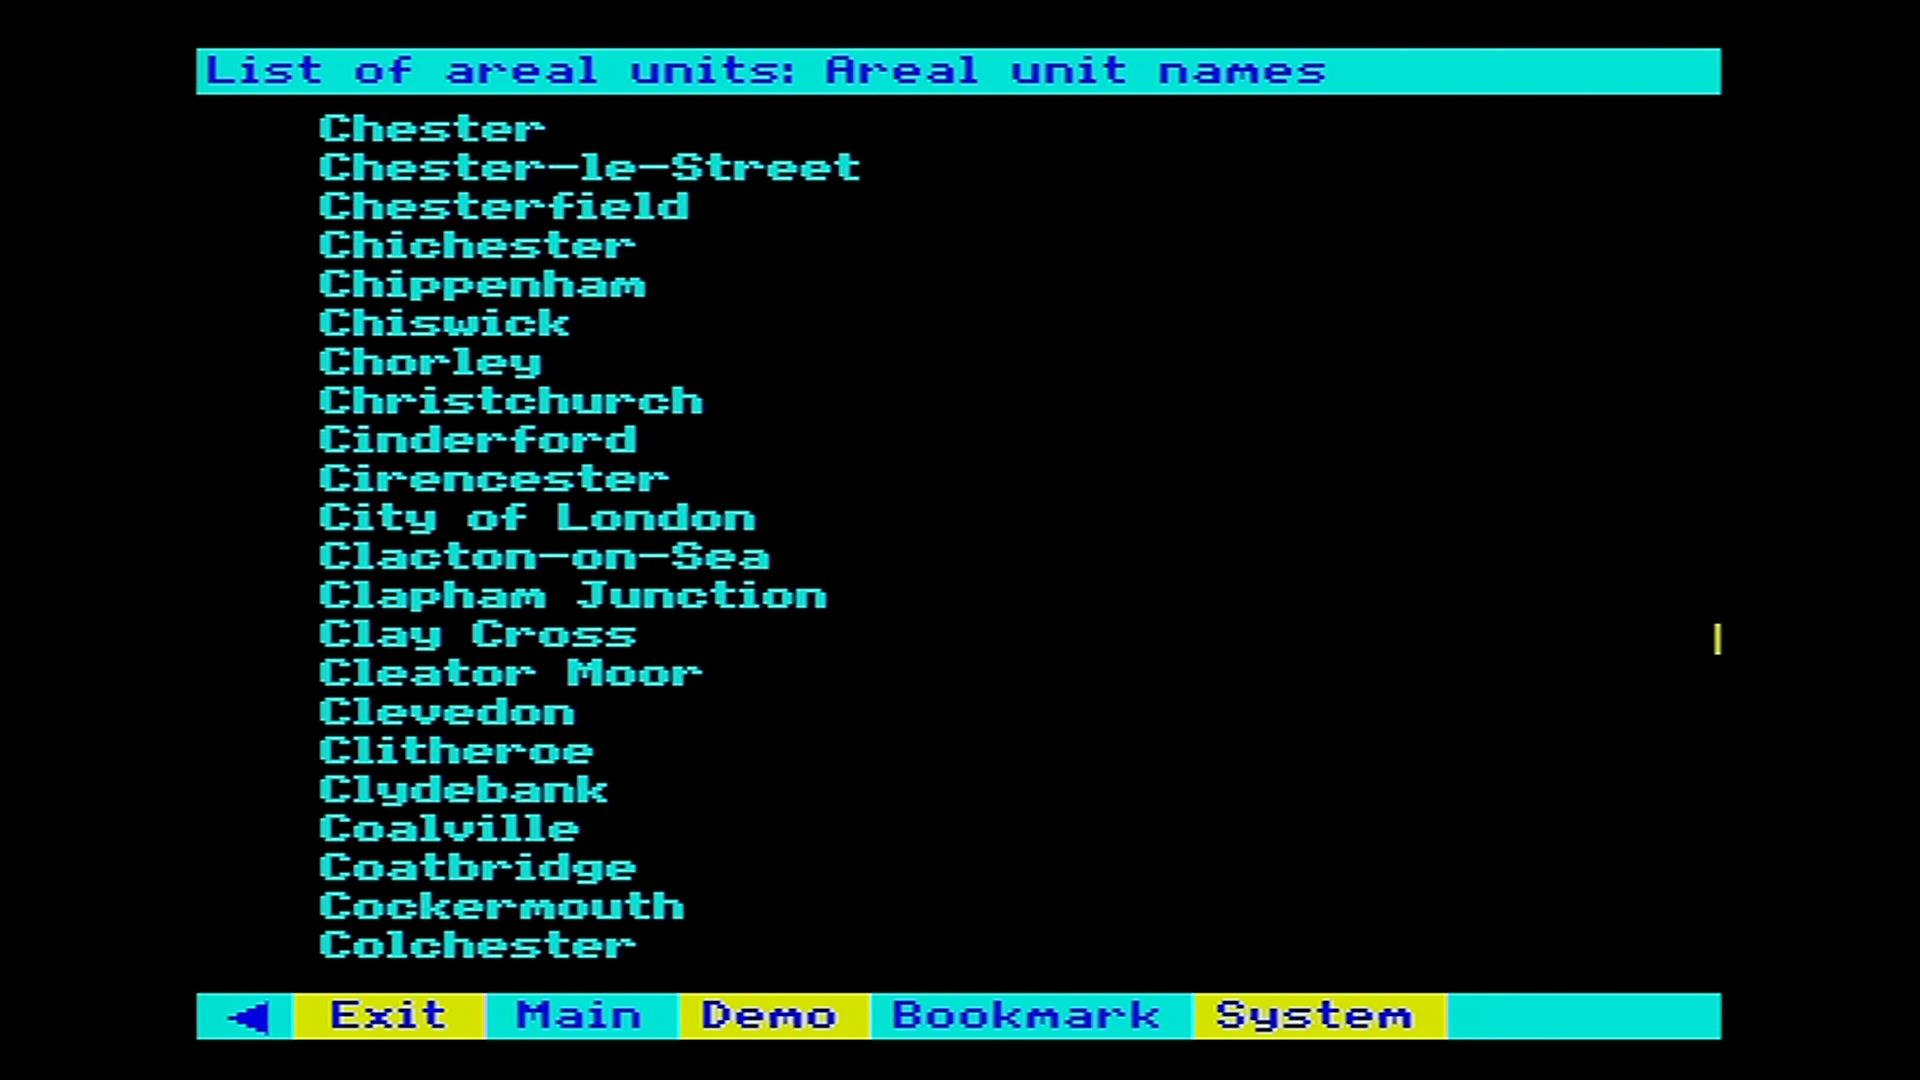 List of areal units: Areal unit names
Chester
Chester-le-Street
Chesterfield
Chichester
Chippenham
Chiswick
Chorley
Christchurch
Cinderford
Cirencester
City of London
Clacton-on-Sea
Clapham Junction
Clay Cross
Cleator Moor
Clevedon
Clitheroe
Clydebank
Coalville
Coatbridge
Cockermouth
Colchester
Exit Main Demo Bookmark System